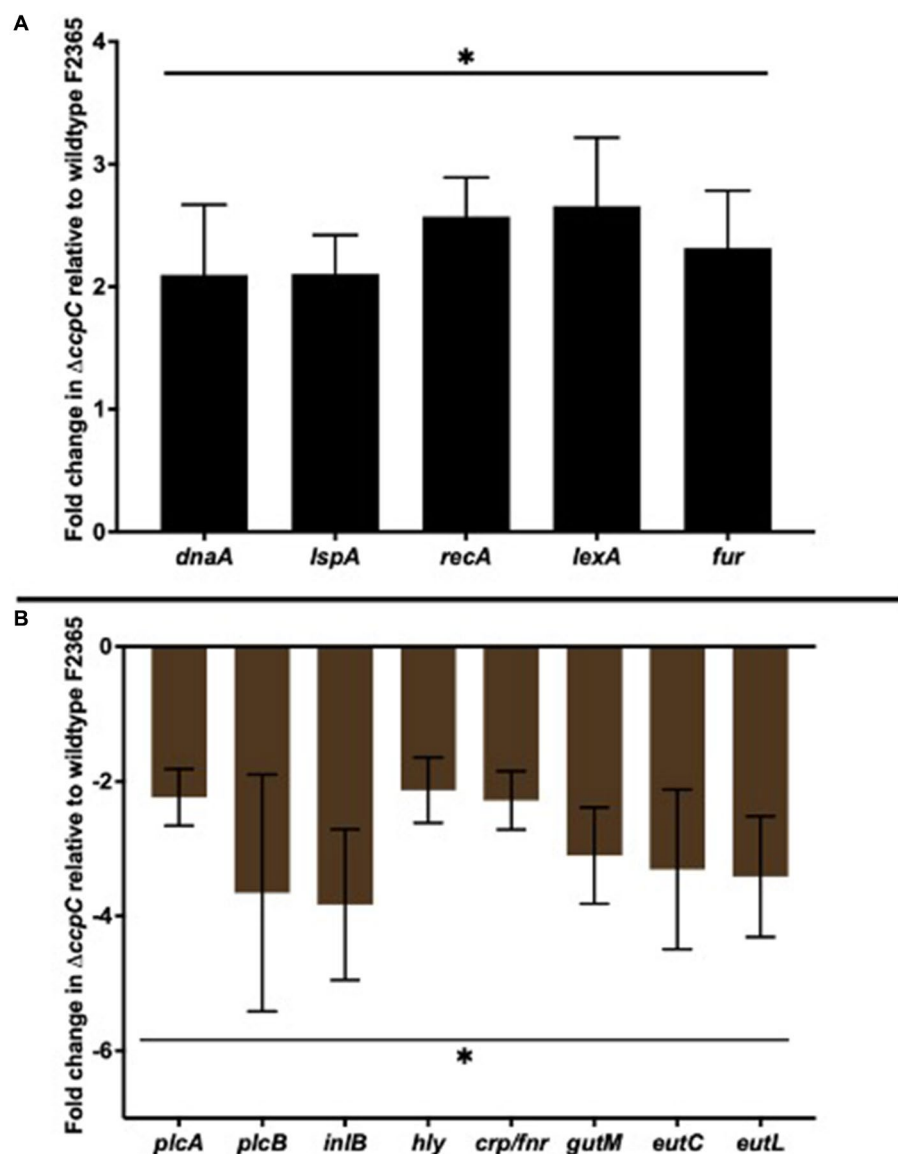 A
Fold change in ΔccpC relative to wildtype F2365
4
*
3
2
1
0
dnaA lspA recA lexA fur
B
Fold change in ΔccpC relative to wildtype F2365
0
-2
-4
-6
*
plcA plcB inlB hly crp/fnr gutM eutC eutL